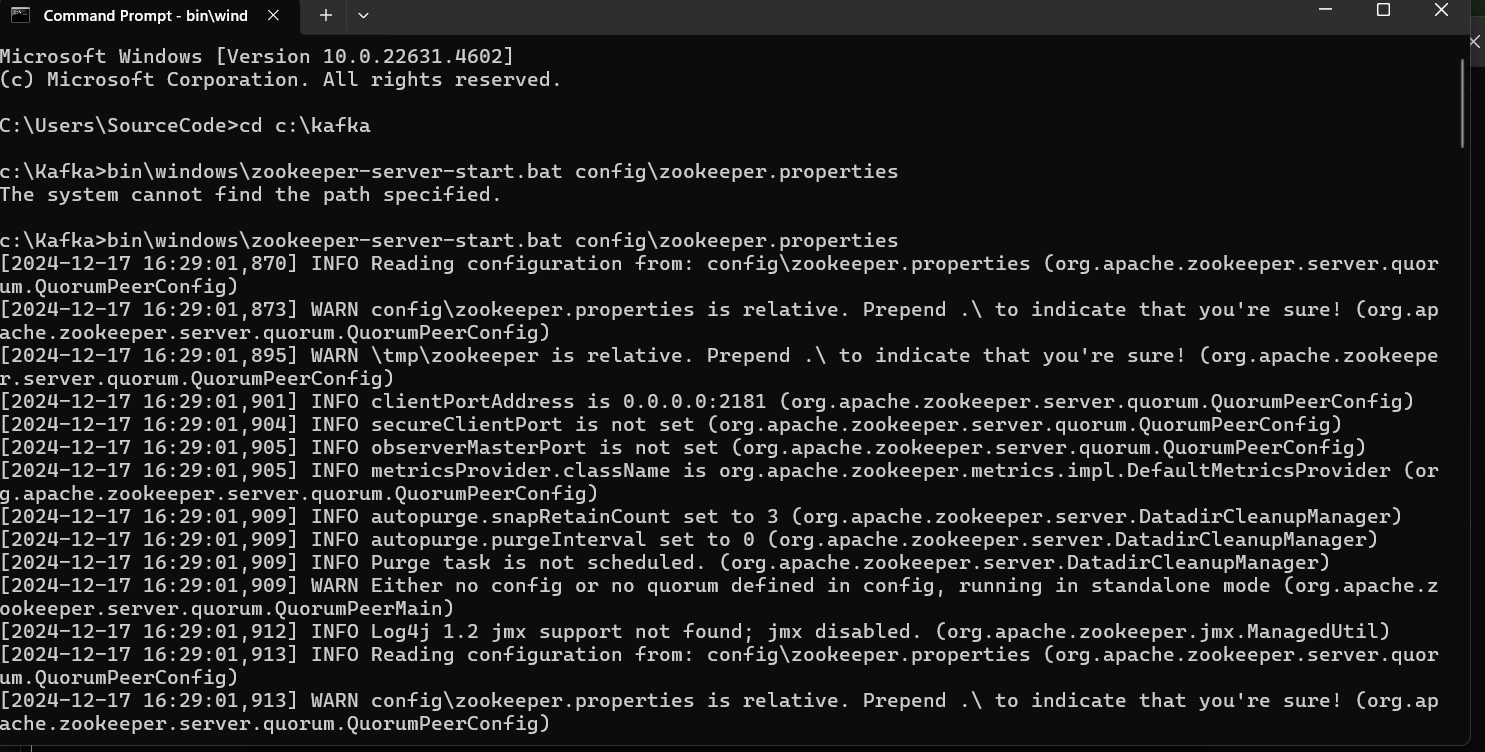 Command Prompt - bin\wind
Microsoft Windows [Version 10.0.22631.4602]
(c) Microsoft Corporation. All rights reserved.
C:\Users\SourceCode>cd c:\kafka
c:\Kafka>bin\windows\zookeeper-server-start.bat config\zookeeper.properties
The system cannot find the path specified.
c:\Kafka>bin\windows\zookeeper-server-start.bat config\zookeeper.properties
[2024-12-17 16:29:01,870] INFO Reading configuration from: config\zookeeper.properties (org.apache.zookeeper.server.quor
um.QuorumPeerConfig)
[2024-12-17 16:29:01,873] WARN config\zookeeper.properties is relative. Prepend .\ to indicate that you're sure! (org.ap
ache.zookeeper.server.quorum.QuorumPeerConfig)
[2024-12-17 16:29:01,895] WARN \tmp\zookeeper is relative. Prepend .\ to indicate that you're sure! (org.apache.zookeepe
r.server.quorum.QuorumPeerConfig)
[2024-12-17 16:29:01,901] INFO clientPortAddress is 0.0.0.0:2181 (org.apache.zookeeper.server.quorum.QuorumPeerConfig)
[2024-12-17 16:29:01,904] INFO secureClientPort is not set (org.apache.zookeeper.server.quorum.QuorumPeerConfig)
[2024-12-17 16:29:01,905] INFO observerMasterPort is not set (org.apache.zookeeper.server.quorum.QuorumPeerConfig)
[2024-12-17 16:29:01,905] INFO metricsProvider.className is org.apache.zookeeper.metrics.impl.DefaultMetricsProvider (or
g.apache.zookeeper.server.quorum.QuorumPeerConfig)
[2024-12-17 16:29:01,909] INFO autopurge.snapRetainCount set to 3 (org.apache.zookeeper.server.DatadirCleanupManager)
[2024-12-17 16:29:01,909] INFO autopurge.purgeInterval set to 0 (org.apache.zookeeper.server.DatadirCleanupManager)
[2024-12-17 16:29:01,909] INFO Purge task is not scheduled. (org.apache.zookeeper.server.DatadirCleanupManager)
[2024-12-17 16:29:01,909] WARN Either no config or no quorum defined in config, running in standalone mode (org.apache.z
ookeeper.server.quorum.QuorumPeerMain)
[2024-12-17 16:29:01,912] INFO Log4j 1.2 jmx support not found; jmx disabled. (org.apache.zookeeper.jmx.ManagedUtil)
[2024-12-17 16:29:01,913] INFO Reading configuration from: config\zookeeper.properties (org.apache.zookeeper.server.quor
um.QuorumPeerConfig)
[2024-12-17 16:29:01,913] WARN config\zookeeper.properties is relative. Prepend .\ to indicate that you're sure! (org.ap
ache.zookeeper.server.quorum.QuorumPeerConfig)